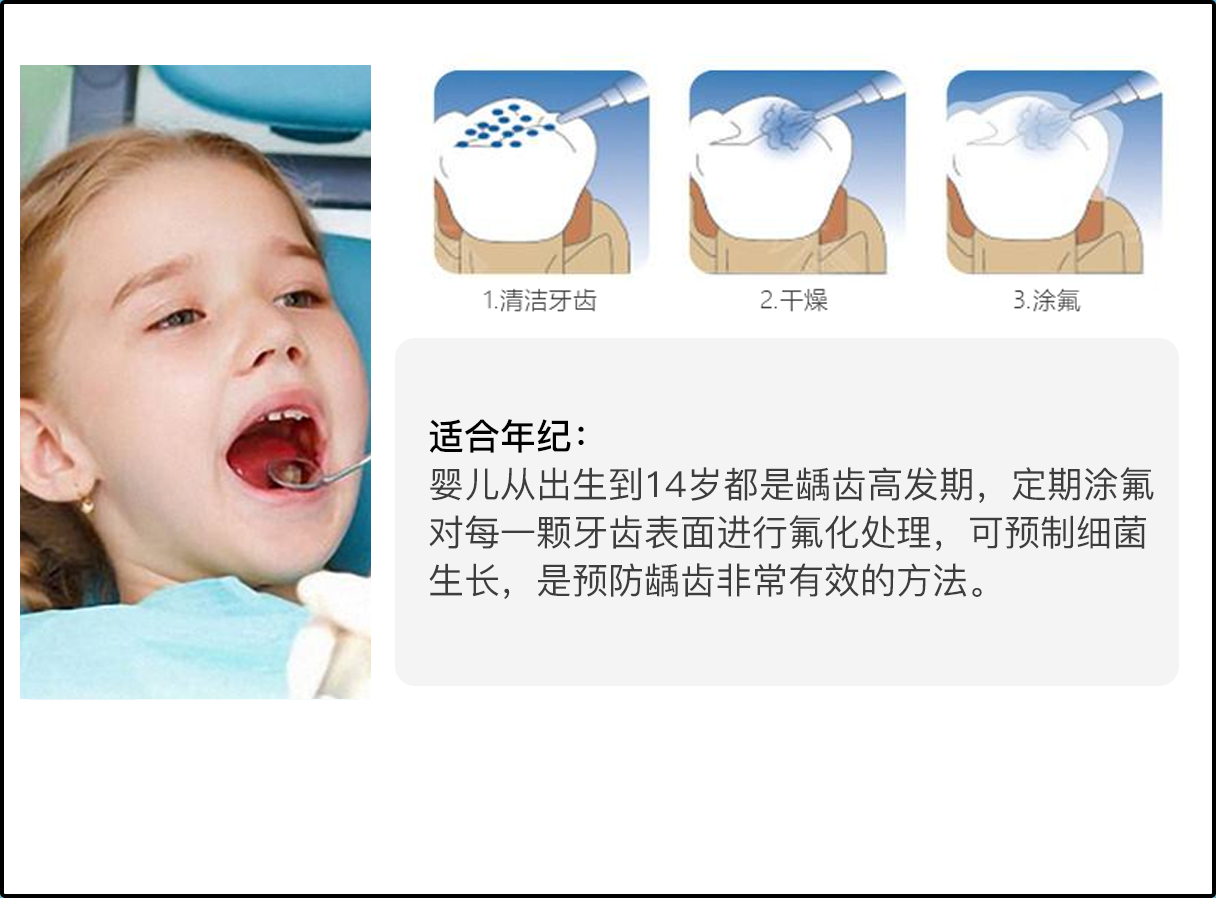 1.清洁牙齿
2.干燥
3.涂氟
适合年纪：
婴儿从出生到14岁都是龋齿高发期，定期涂氟
对每一颗牙齿表面进行氟化处理，可预制细菌
生长，是预防龋齿非常有效的方法。